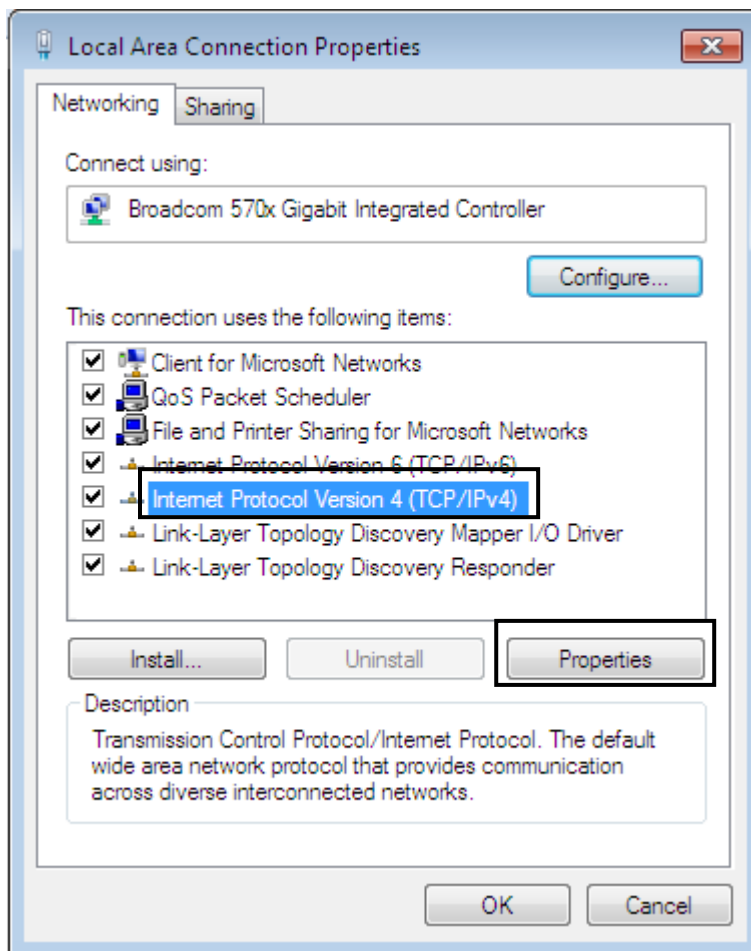 Local Area Connection Properties
Networking
Sharing
Connect using:
Broadcom 570x Gigabit Integrated Controller
Configure...
This connection uses the following items:
Client for Microsoft Networks
QoS Packet Scheduler
File and Printer Sharing for Microsoft Networks
Internet Protocol Version 6 (TCP/IPv6)
Internet Protocol Version 4 (TCP/IPv4)
Link-Layer Topology Discovery Mapper I/O Driver
Link-Layer Topology Discovery Responder
Install...
Uninstall
Properties
Description
Transmission Control Protocol/Internet Protocol. The default
wide area network protocol that provides communication
across diverse interconnected networks.
OK
Cancel